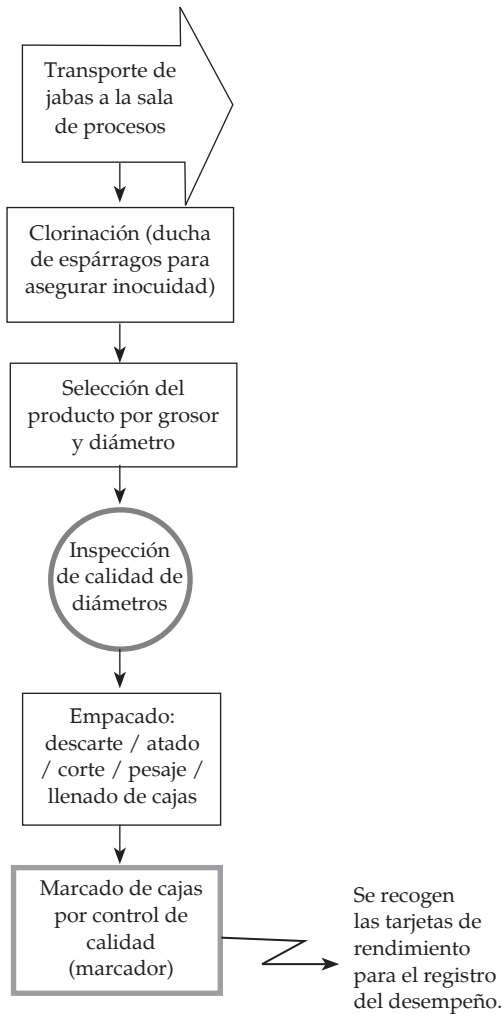 Transporte de
jabas a la sala
de procesos
Clorinación (ducha
de espárragos para
asegurar inocuidad)
Selección del
producto por grosor
y diámetro
Inspección
de calidad de
diámetros
Empacado:
descarte / atado
/ corte / pesaje /
llenado de cajas
Marcado de cajas
por control de
calidad
(marcador)
Se recogen
las tarjetas de
rendimiento
para el registro
del desempeño.